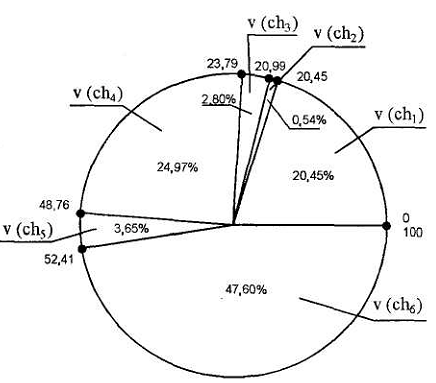 v (ch₃)
v (ch₂)
23,79
20,99
20,45
v (ch₄)
2,80%
0,54%
v (ch₁)
24,97%
20,45%
48,76
v (ch₅)
3,65%
0
100
52,41
47,60%
v (ch₆)